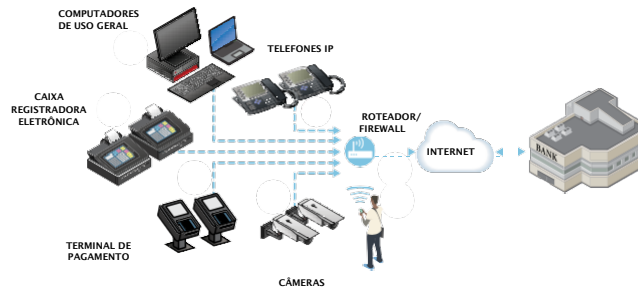 COMPUTADORES
DE USO GERAL
TELEFONES IP
CAIXA
REGISTRADORA
ELETRÔNICA
ROTEADOR/
FIREWALL
INTERNET
BANK
TERMINAL DE
PAGAMENTO
CÂMERAS